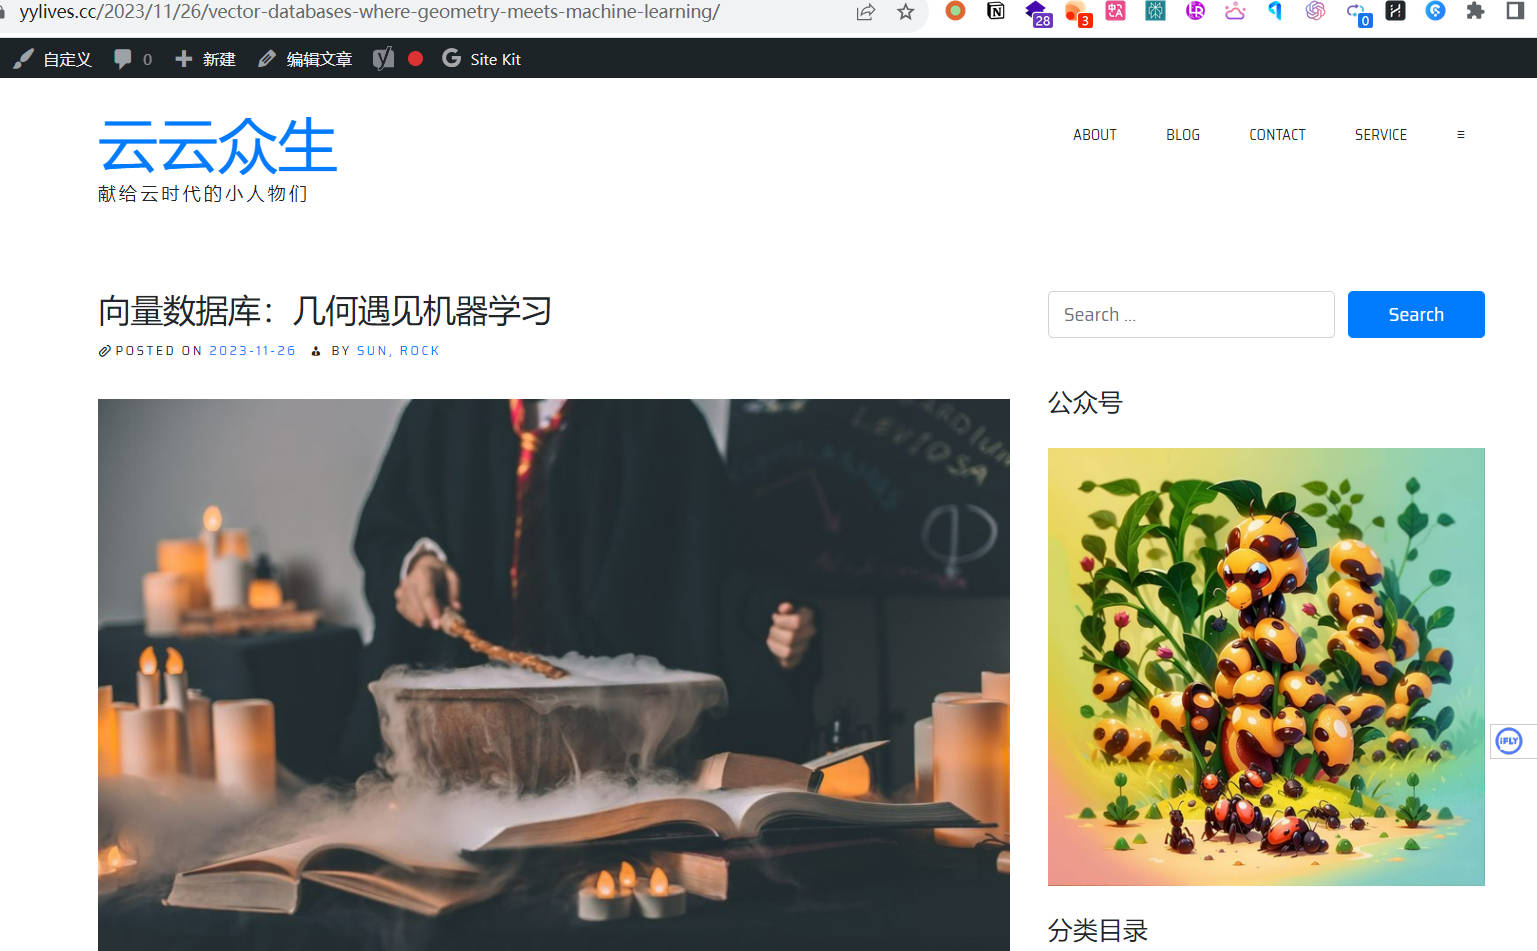 yylives.cc/2023/11/26/vector-databases-where-geometry-meets-machine-learning/
28
3
中
文A
LR
0
自定义
0
新建
编辑文章
Site Kit
云云众生
献给云时代的小人物们
ABOUT
BLOG
CONTACT
SERVICE
向量数据库：几何遇见机器学习
POSTED ON 2023-11-26 BY SUN, ROCK
Search ...
Search
公众号
LEVIOSA
iFLY
分类目录